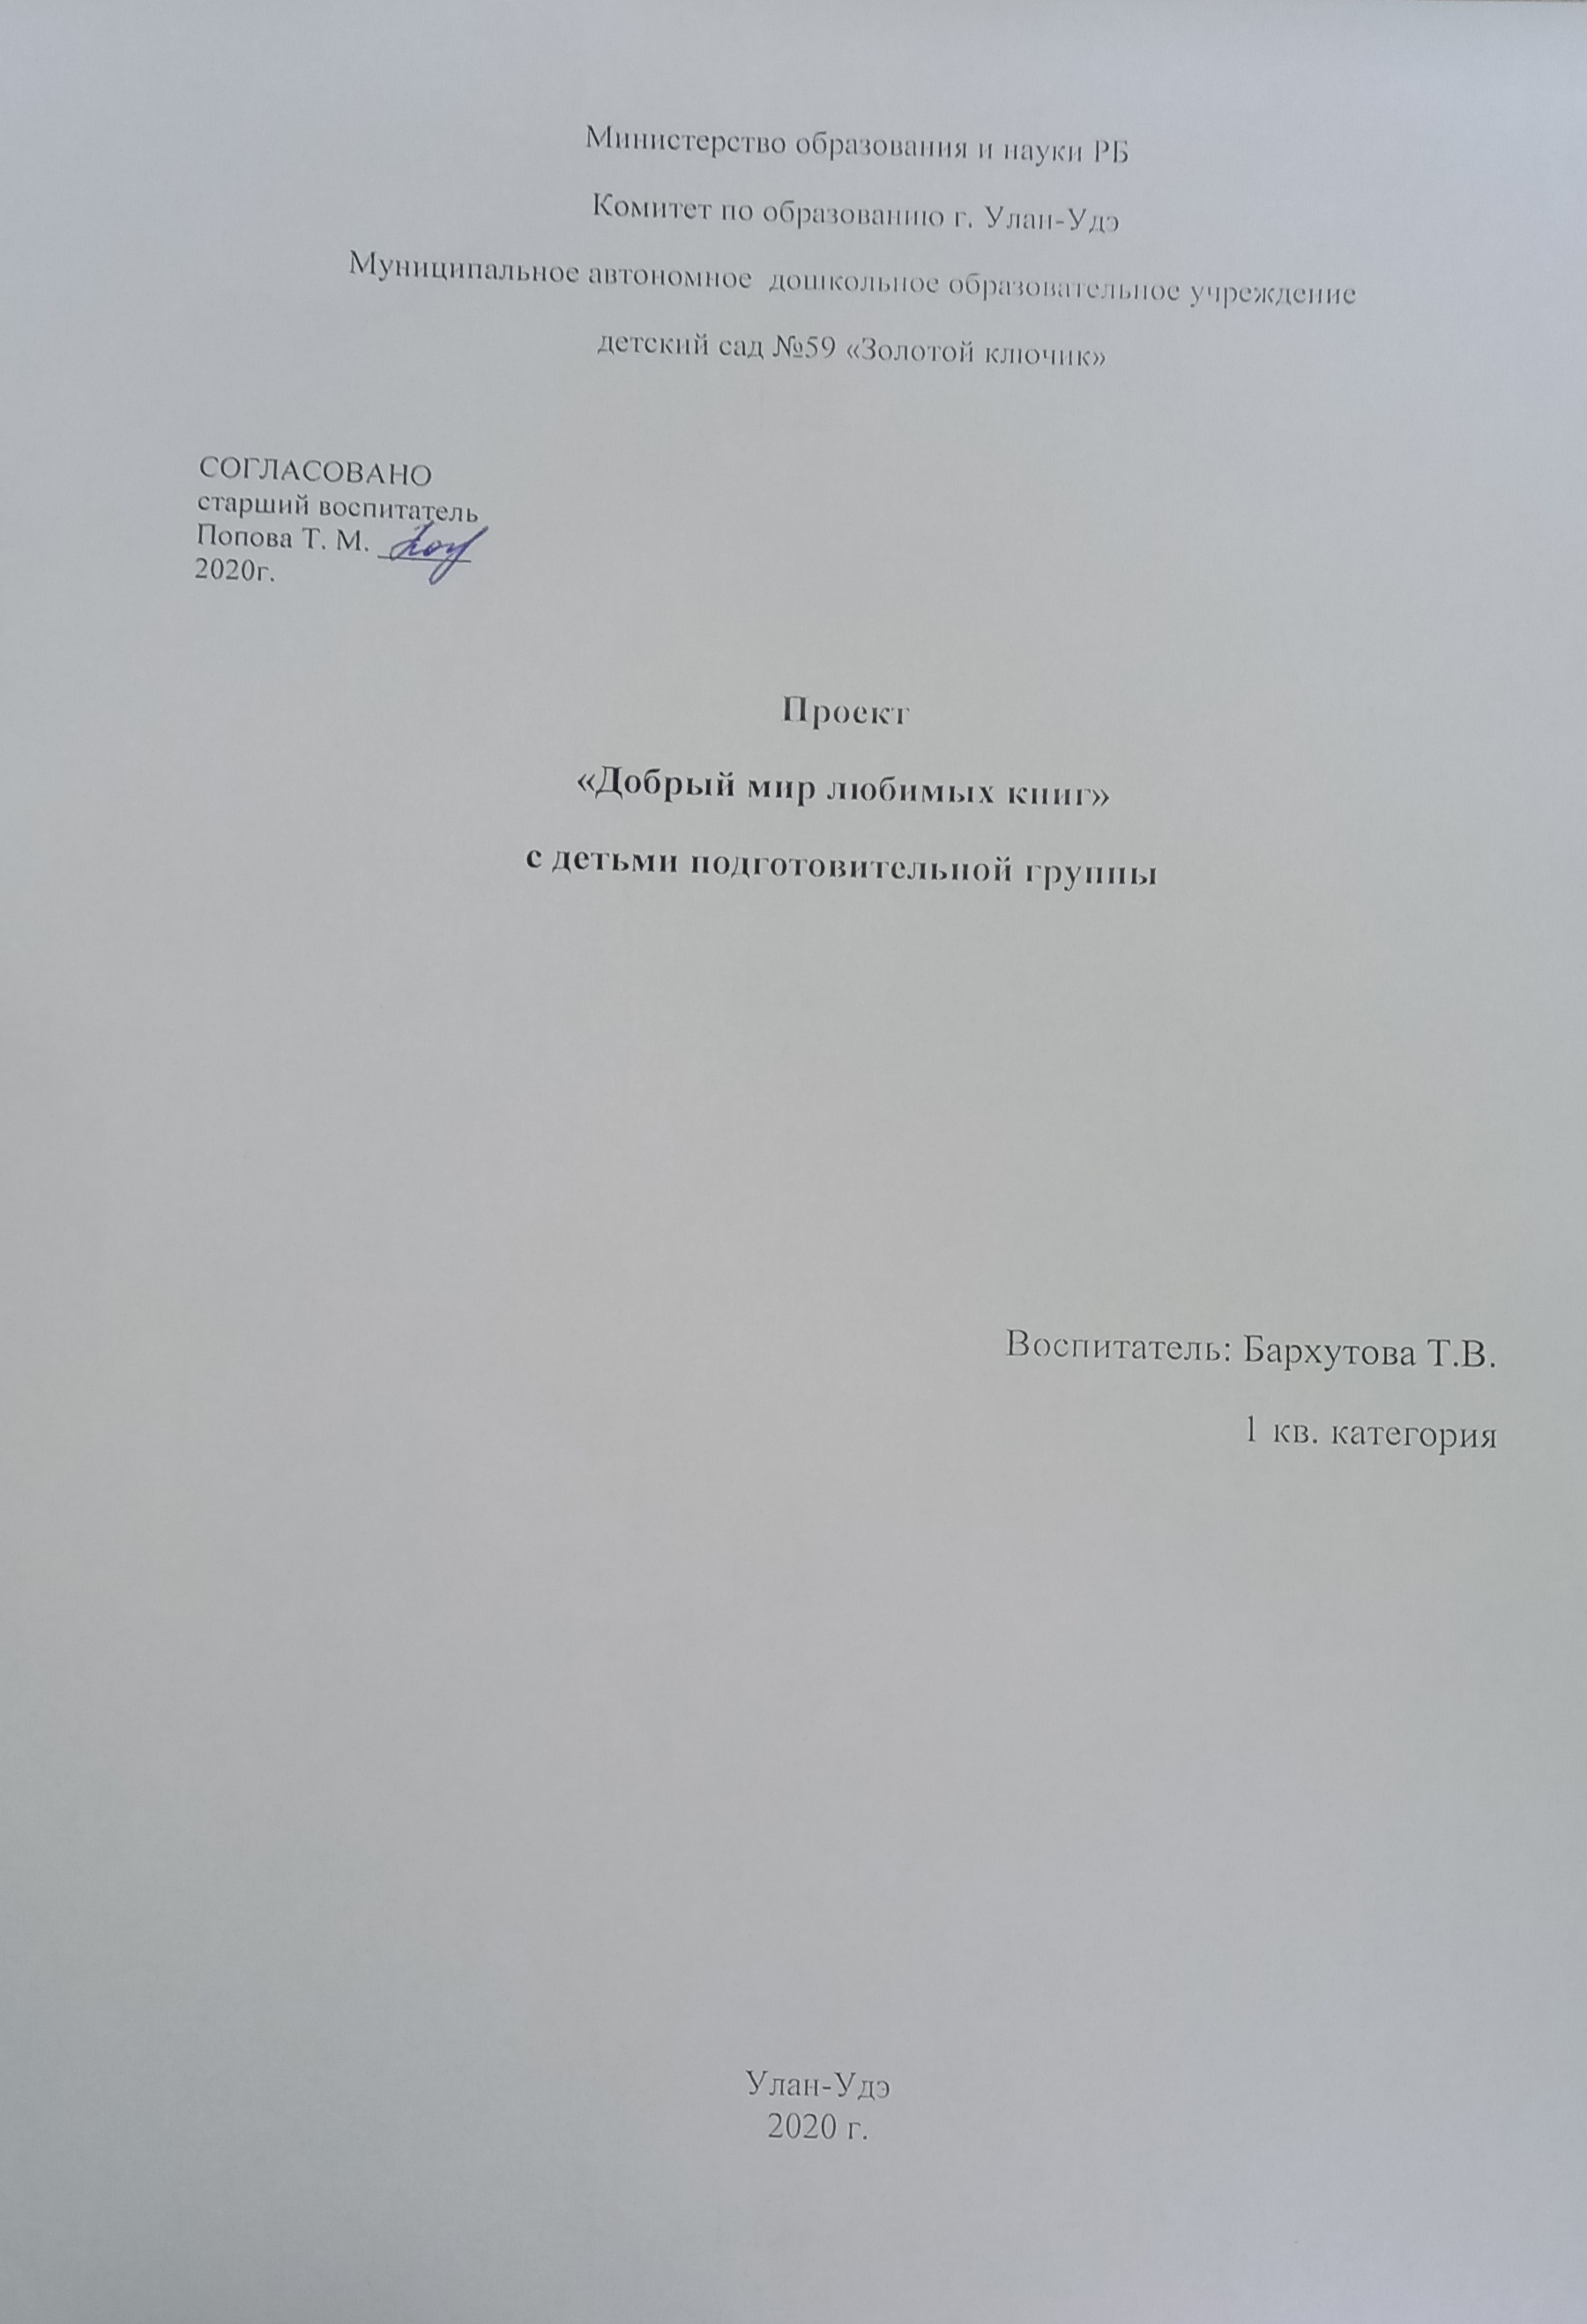 Министерство образования и науки РБ
Комитет по образованию г. Улан-Удэ
Муниципальное автономное дошкольное образовательное учреждение
детский сад №59 «Золотой ключик»
СОГЛАСОВАНО
старший воспитатель
Попова Т. М.
2020г.
Проект
«Добрый мир любимых книг»
с детьми подготовительной группы
Воспитатель: Бархутова Т.В.
1 кв. категория
Улан-Удэ
2020 г.